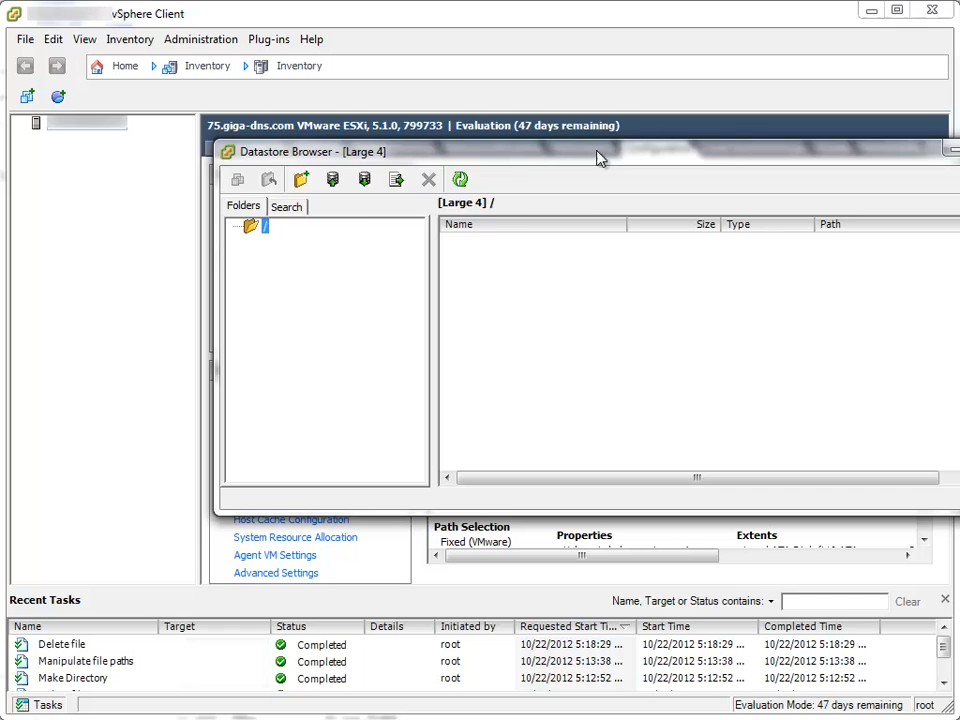 vSphere Client
File Edit View Inventory Administration Plug-ins Help
Home Inventory Inventory
75.giga-dns.com VMware ESXi, 5.1.0, 799733 | Evaluation (47 days remaining)
Datastore Browser - [Large 4]
Folders Search
[Large 4] /
/
Name Size Type Path
Host Cache Configuration
System Resource Allocation
Agent VM Settings
Advanced Settings
Path Selection
Fixed (VMware)
Properties
Extents
Recent Tasks
Name, Target or Status contains: Clear
Name Target Status Details Initiated by Requested Start Ti... Start Time Completed Time
Delete file Completed root 10/22/2012 5:18:29 ... 10/22/2012 5:18:29 ... 10/22/2012 5:18:29 ...
Manipulate file paths Completed root 10/22/2012 5:13:38 ... 10/22/2012 5:13:38 ... 10/22/2012 5:13:38 ...
Make Directory Completed root 10/22/2012 5:12:52 ... 10/22/2012 5:12:52 ... 10/22/2012 5:12:52 ...
Tasks Evaluation Mode: 47 days remaining root